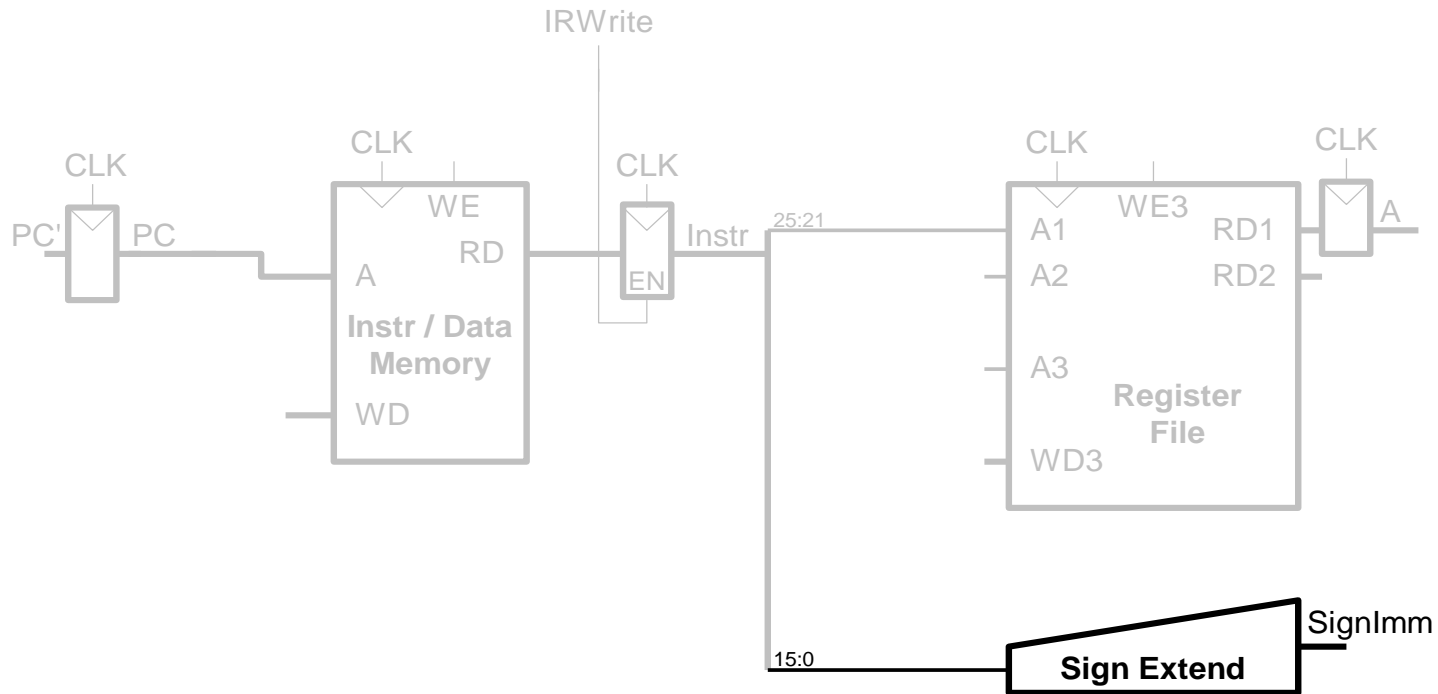 IRWrite
CLK
CLK
CLK
CLK
CLK
PC'
PC
WE
RD
A
Instr / Data
Memory
WD
EN
Instr
25:21
A1
WE3
RD1
A
A2
RD2
A3
Register
File
WD3
15:0
Sign Extend
SignImm